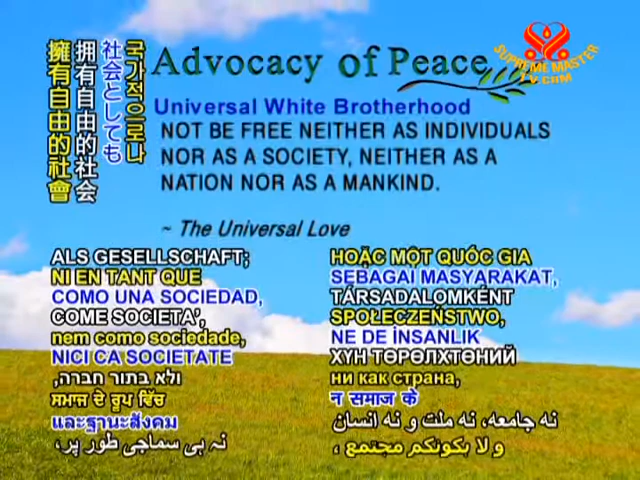 擁有自由的社會
拥有自由的社会
社会としても
국가적으로나
Advocacy of Peace
SUPREME MASTER
TV.COM
Universal White Brotherhood
NOT BE FREE NEITHER AS INDIVIDUALS
NOR AS A SOCIETY, NEITHER AS A
NATION NOR AS A MANKIND.
~ The Universal Love
ALS GESELLSCHAFT;
NI EN TANT QUE
COMO UNA SOCIEDAD,
COME SOCIETA',
nem como sociedade,
NICI CA SOCIETATE
ולא בתור חברה,
ਸਮਾਜ ਦੇ ਰੂਪ ਵਿੱਚ
และฐานะสังคม
نہ ہی سماجی طور پر،
HOẶC MỘT QUỐC GIA
SEBAGAI MASYARAKAT,
TÁRSADALOMKÉNT
SPOŁECZEŃSTWO,
NE DE İNSANLIK
ХҮН ТӨРӨЛХТӨНИЙ
ни как страна,
न समाज के
نه جامعه، نه ملت و نه انسان
و لا بكونكم مجتمع ،